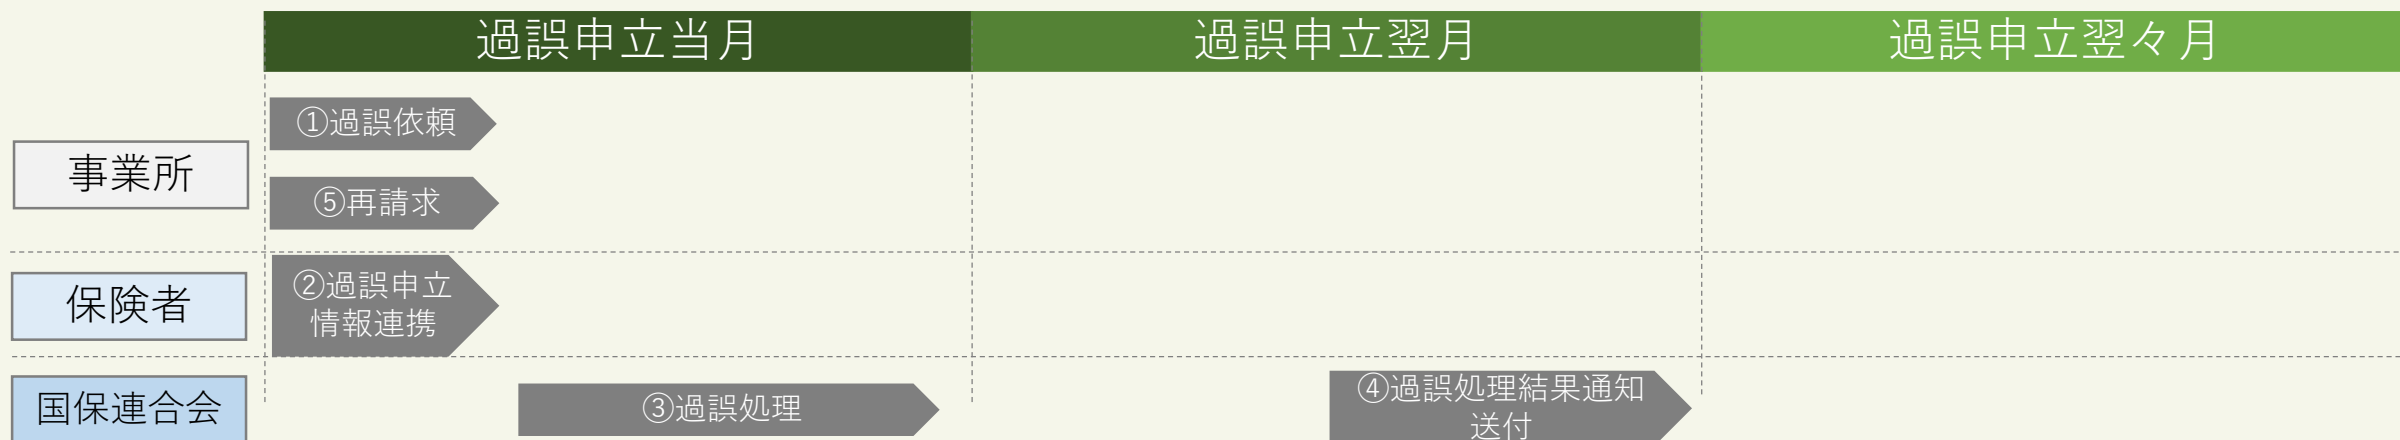 過誤申立当月
過誤申立翌月
過誤申立翌々月
①過誤依頼
事業所
⑤再請求
保険者
②過誤申立
情報連携
国保連合会
③過誤処理
④過誤処理結果通知
送付